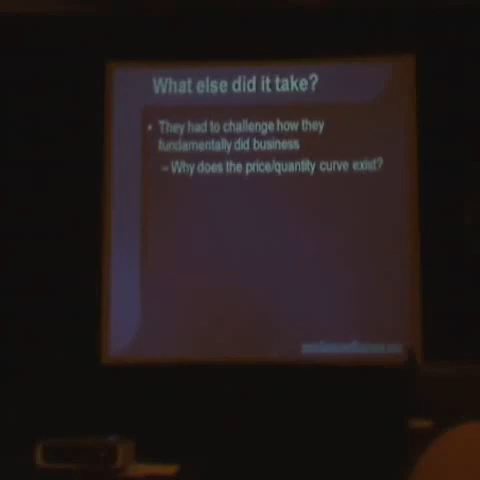 What else did it take?
• They had to challenge how they
fundamentally did business
– Why does the price/quantity curve exist?